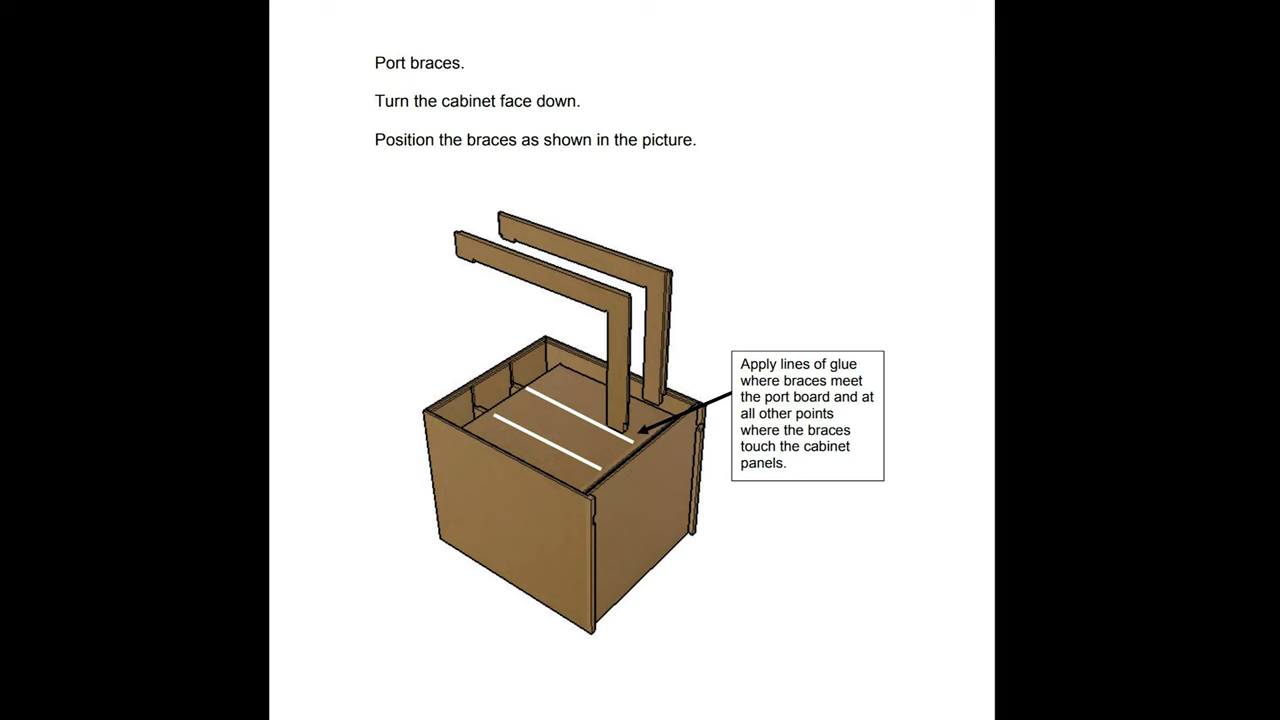 Port braces.
Turn the cabinet face down.
Position the braces as shown in the picture.
Apply lines of glue
where braces meet
the port board and at
all other points
where the braces
touch the cabinet
panels.